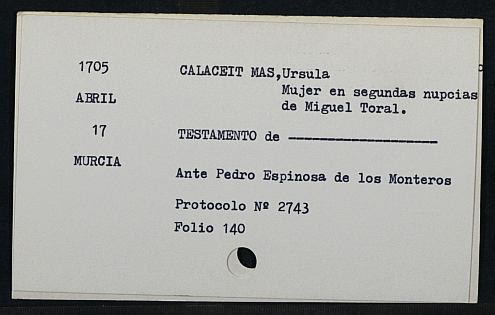 1705
ABRIL
17
MURCIA
CALACEIT MAS,Ursula
Mujer en segundas nupcias
de Miguel Toral.
TESTAMENTO de -------------------
Ante Pedro Espinosa de los Monteros
Protocolo Nº 2743
Folio 140